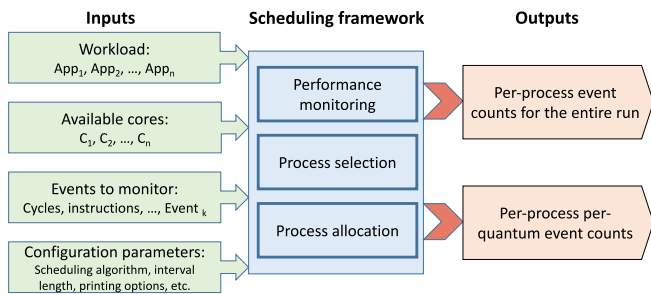 Inputs
Scheduling framework
Outputs
Workload:
App1, App2, ..., Appn
Available cores:
C1, C2, ..., Cn
Events to monitor:
Cycles, instructions, ..., Event k
Configuration parameters:
Scheduling algorithm, interval
length, printing options, etc.
Performance
monitoring
Process selection
Process allocation
Per-process event
counts for the entire run
Per-process per-
quantum event counts